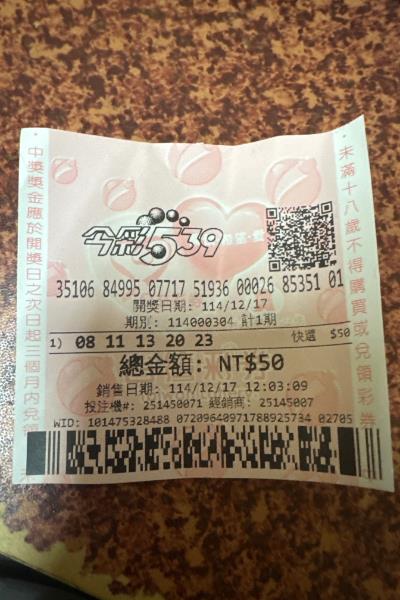 今彩539
35106 84995 07717 51936 00026 85351 01
開獎日期: 114/12/17
期別: 114000304 計1期
1) 08 11 13 20 23 快選 $50
總金額: NT$50
銷售日期: 114/12/17 12:03:09
投注機#: 251450071 經銷商: 25145007
WID: 101475328488 07209640971788925734 02705
中獎獎金應於開獎日之次日起三個月內兌領
未滿十八歲不得購買或兌領彩券